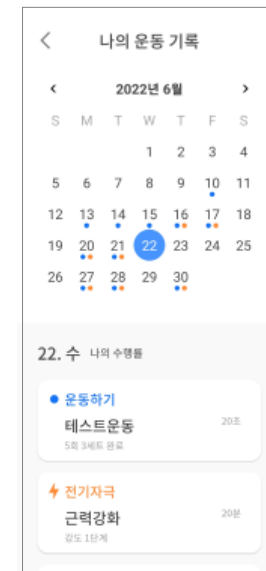 나의 운동 기록
2022년 6월
S M T W T F S
1 2 3 4
5 6 7 8 9 10 11
12 13 14 15 16 17 18
19 20 21 22 23 24 25
26 27 28 29 30
22. 수 나의 수행률
운동하기
테스트운동 20초
5회 3세트 완료
전기자극
근력강화 20분
강도 1단계